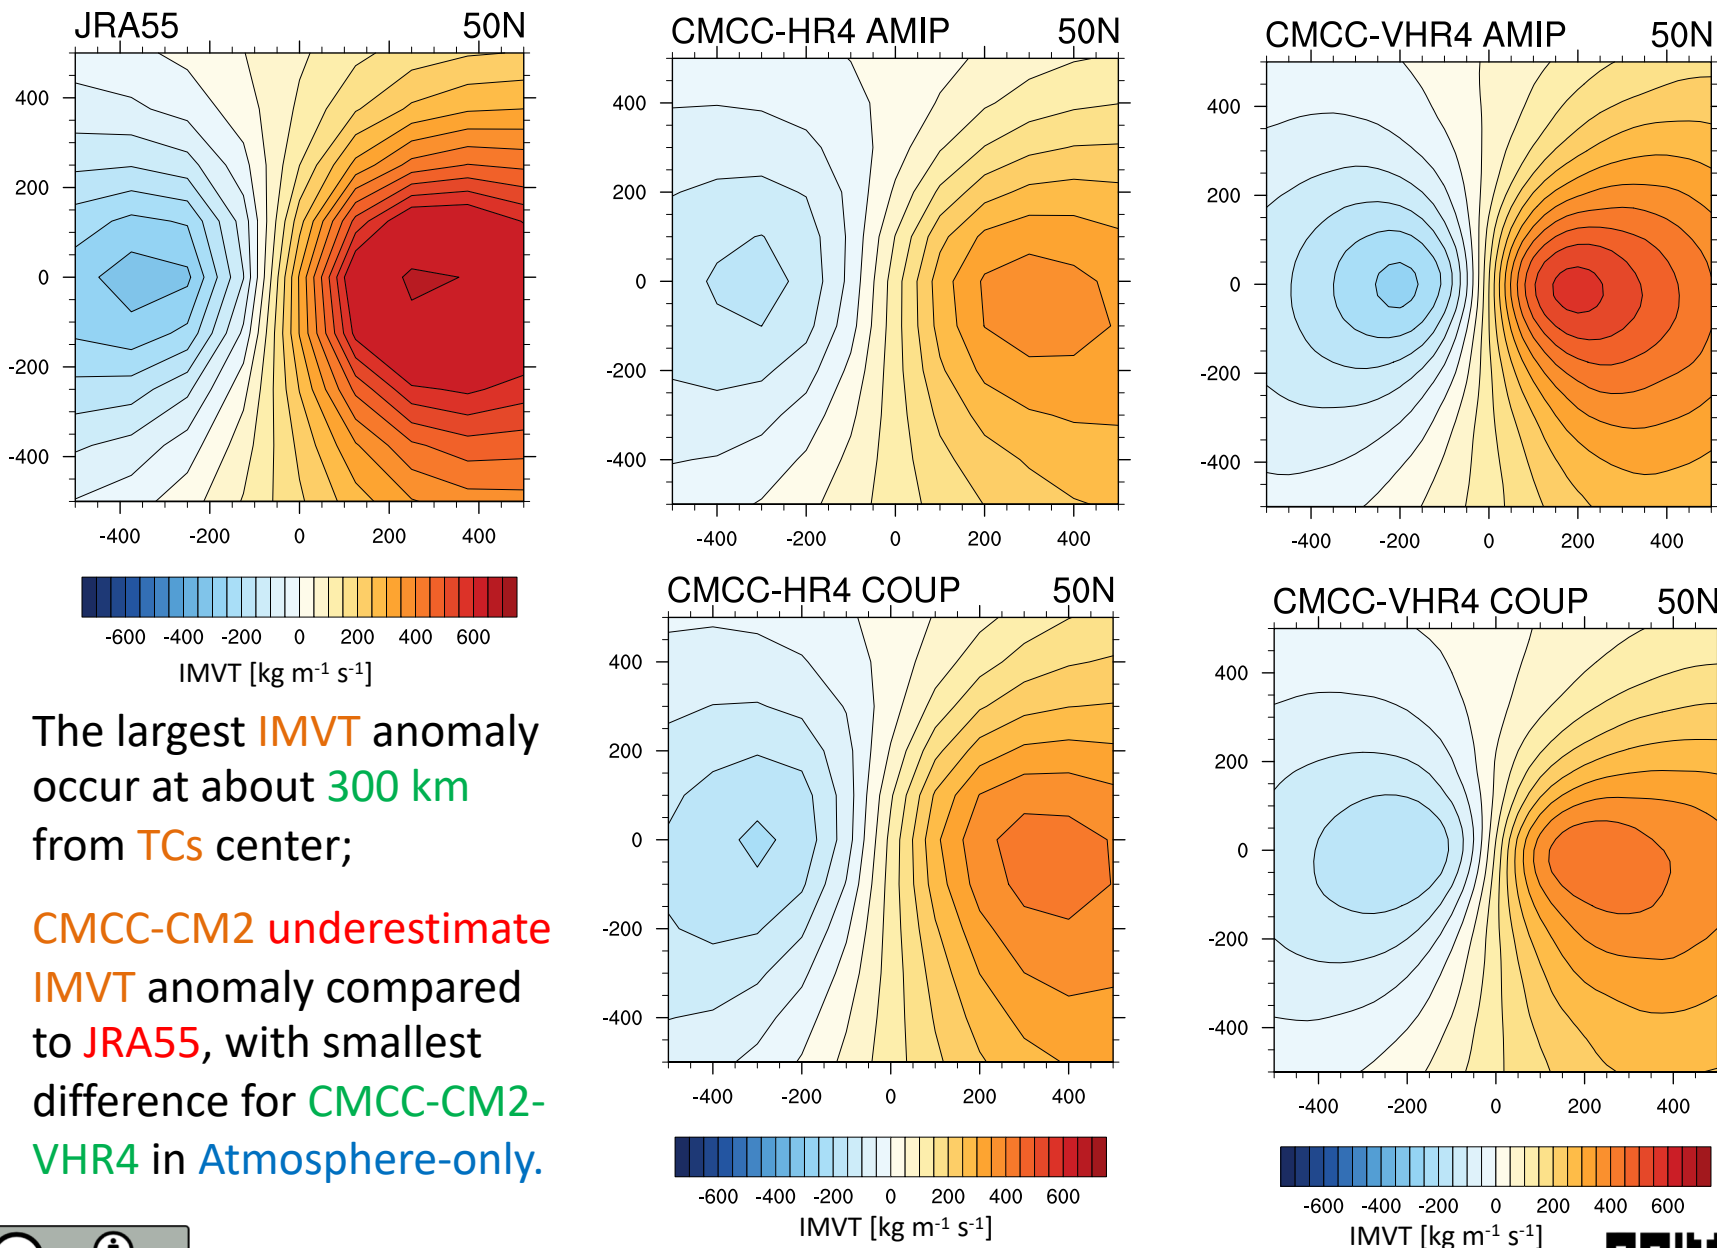 JRA55 50N
400
200
0
-200
-400
-400 -200 0 200 400
-600 -400 -200 0 200 400 600
IMVT [kg m-1 s-1]
CMCC-HR4 AMIP 50N
400
200
0
-200
-400
-400 -200 0 200 400
CMCC-VHR4 AMIP 50N
400
200
0
-200
-400
-400 -200 0 200 400
The largest IMVT anomaly
occur at about 300 km
from TCs center;
CMCC-CM2 underestimate
IMVT anomaly compared
to JRA55, with smallest
difference for CMCC-CM2-
VHR4 in Atmosphere-only.
CMCC-HR4 COUP 50N
400
200
0
-200
-400
-400 -200 0 200 400
-600 -400 -200 0 200 400 600
IMVT [kg m-1 s-1]
CMCC-VHR4 COUP 50N
400
200
0
-200
-400
-400 -200 0 200 400
-600 -400 -200 0 200 400 600
IMVT [kg m-1 s-1]